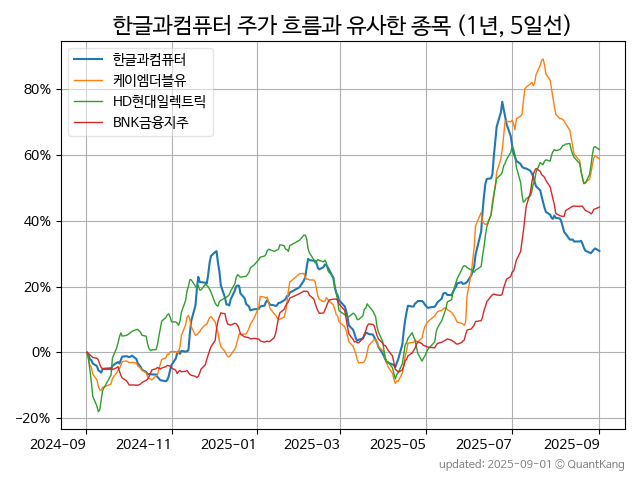 한글과컴퓨터 주가 흐름과 유사한 종목 (1년, 5일선)
한글과컴퓨터
케이엠더블유
HD현대일렉트릭
BNK금융지주
80%
60%
40%
20%
0%
−20%
2024-09 2024-11 2025-01 2025-03 2025-05 2025-07 2025-09
updated: 2025-09-01 © QuantKang